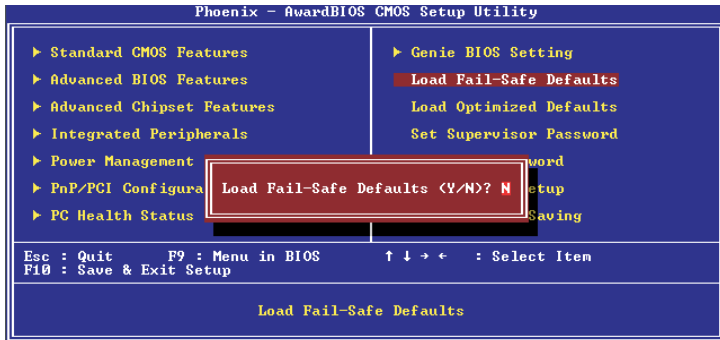 Phoenix - AwardBIOS CMOS Setup Utility
▶ Standard CMOS Features
▶ Advanced BIOS Features
▶ Advanced Chipset Features
▶ Integrated Peripherals
▶ Power Management
▶ PnP/PCI Configura
▶ PC Health Status
▶ Genie BIOS Setting
Load Fail-Safe Defaults
Load Optimized Defaults
Set Supervisor Password
word
etup
Saving
Load Fail-Safe Defaults (Y/N)? N
Esc : Quit F9 : Menu in BIOS ↑ ↓ → ← : Select Item
F10 : Save & Exit Setup
Load Fail-Safe Defaults